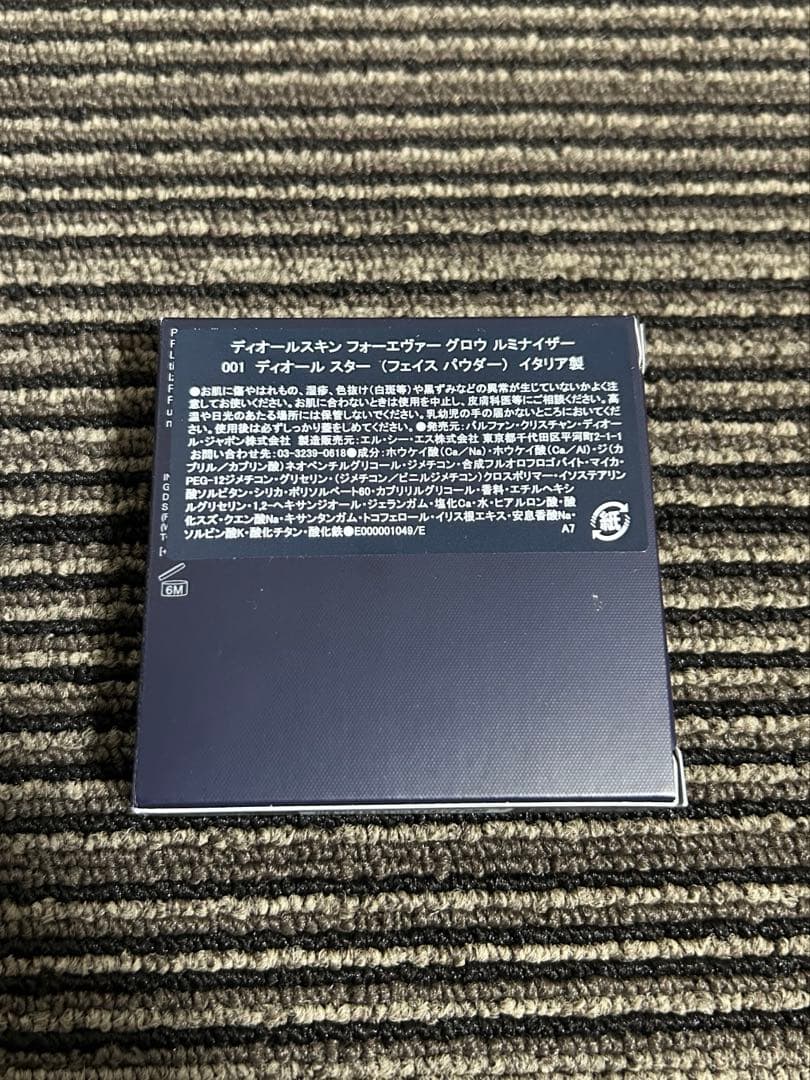 ディオールスキン フォーエヴァー グロウ ルミナイザー
001 ディオール スター (フェイス パウダー) イタリア製
●お肌に傷やはれもの、湿疹、色抜け(白斑等)や黒ずみなどの異常が生じていないかよく注
意してお使いください。お肌に合わないときは使用を中止し、皮膚科医等にご相談ください。高
温や日光のあたる場所には保管しないでください。乳幼児の手の届かないところにおいてくだ
さい。使用後は必ずしっかり蓋をしめてください。●発売元:パルファン・クリスチャン・ディオー
ル・ジャポン株式会社 製造販売元:エル・シー・エス株式会社 東京都千代田区平河町2-1-1
お問い合わせ先:03-3239-0618●成分:ホウケイ酸(Ca/Na)・ホウケイ酸(Ca/Al)・ジ(カ
プリル/カプリン酸)ネオペンチルグリコール・ジメチコン・合成フルオロフロゴパイト・マイカ・
PEG-12ジメチコン・グリセリン・(ジメチコン/ビニルジメチコン)クロスポリマー・イソステアリン
酸ソルビタン・シリカ・ポリソルベート60・カプリリルグリコール・香料・エチルヘキシ
ルグリセリン・1,2-ヘキサンジオール・ジェランガム・塩化Ca・水・ヒアルロン酸・酸
化スズ・クエン酸Na・キサンタンガム・トコフェロール・イリス根エキス・安息香酸Na・
ソルビン酸K・酸化チタン・酸化鉄●E000001049/E
A7
紙
6M